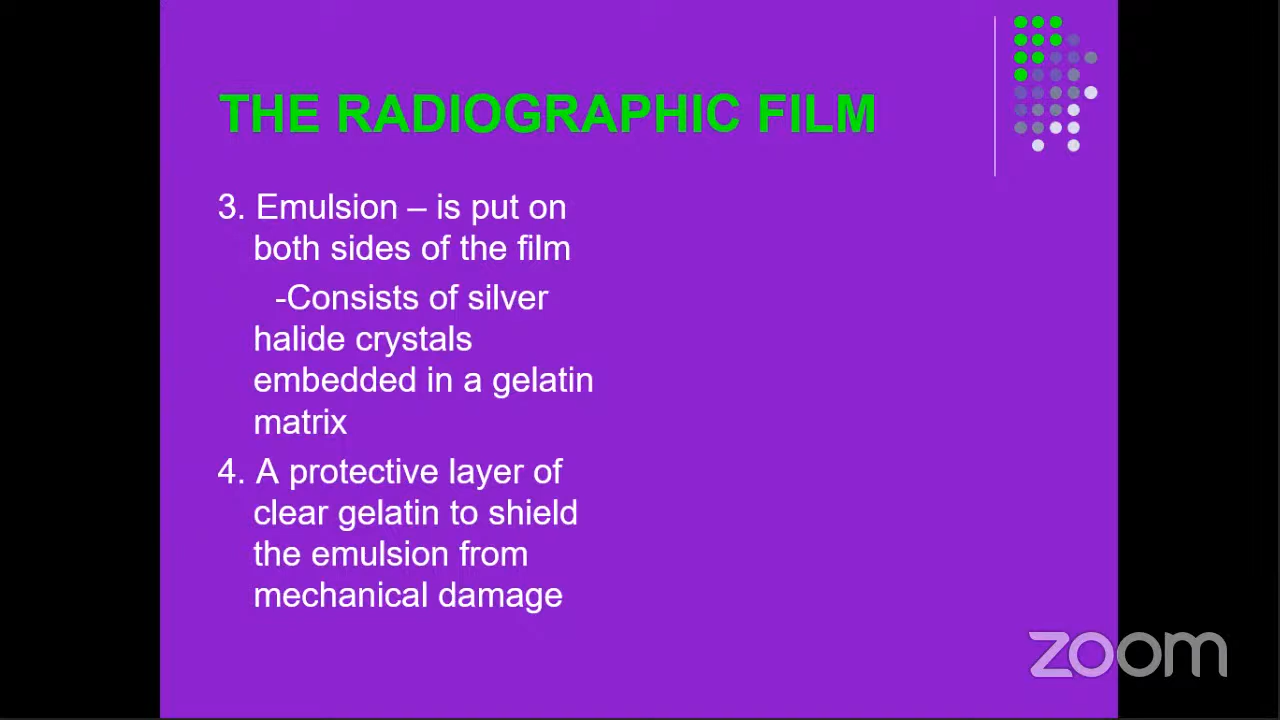 THE RADIOGRAPHIC FILM
3. Emulsion – is put on
both sides of the film
-Consists of silver
halide crystals
embedded in a gelatin
matrix
4. A protective layer of
clear gelatin to shield
the emulsion from
mechanical damage
zoom